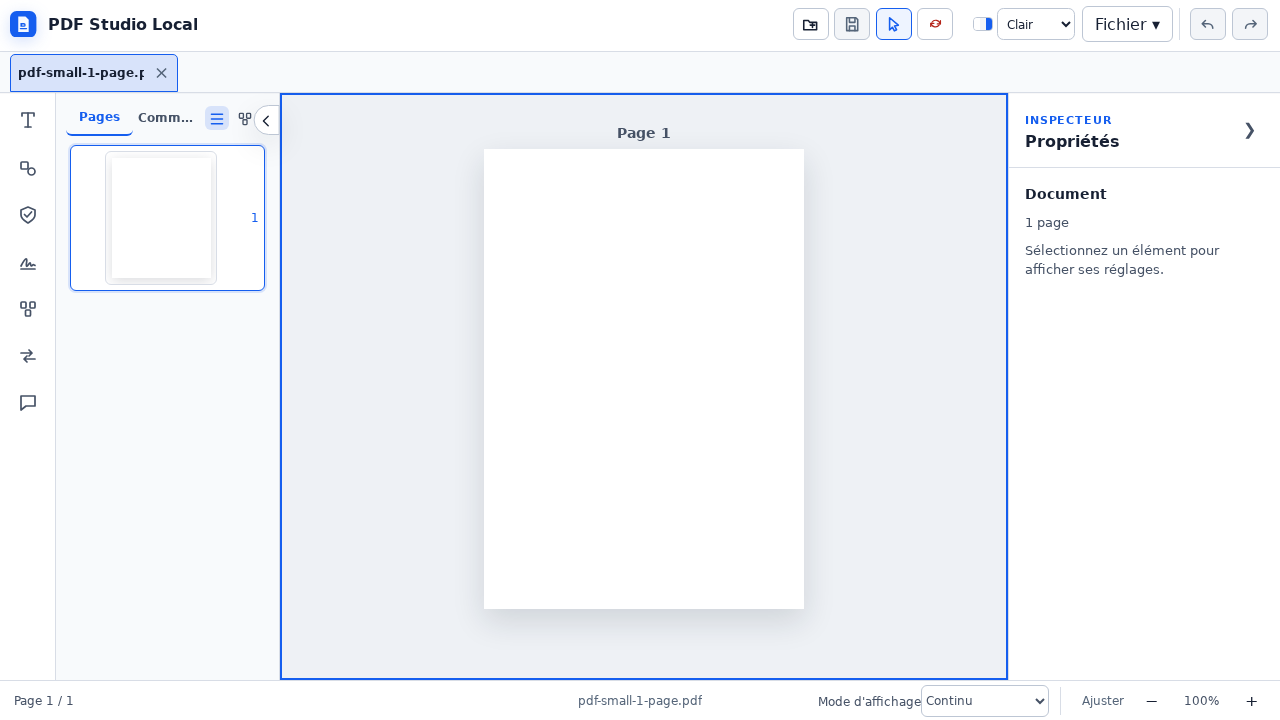 PDF Studio Local
Clair
Fichier ▾
pdf-small-1-page.p
Pages
Comm...
1
Page 1
INSPECTEUR
Propriétés
Document
1 page
Sélectionnez un élément pour
afficher ses réglages.
Page 1 / 1
pdf-small-1-page.pdf
Mode d'affichage
Continu
Ajuster
100%